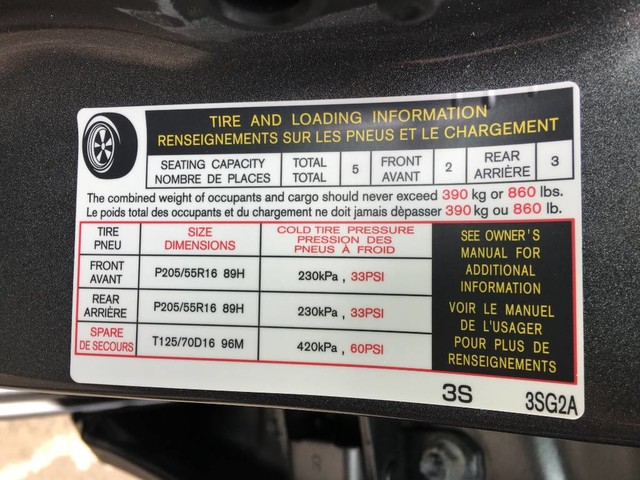 TIRE AND LOADING INFORMATION
RENSEIGNEMENTS SUR LES PNEUS ET LE CHARGEMENT
SEATING CAPACITY TOTAL 5 FRONT 2 REAR 3
NOMBRE DE PLACES TOTAL AVANT ARRIÈRE
The combined weight of occupants and cargo should never exceed 390 kg or 860 lbs.
Le poids total des occupants et du chargement ne doit jamais dèpasser 390 kg ou 860 lb.
TIRE SIZE COLD TIRE PRESSURE
PNEU DIMENSIONS PRESSION DES
PNEUS À FROID
FRONT
AVANT P205/55R16 89H 230kPa , 33PSI
REAR
ARRIÈRE P205/55R16 89H 230kPa , 33PSI
SPARE
DE SECOURS T125/70D16 96M 420kPa , 60PSI
SEE OWNER'S
MANUAL FOR
ADDITIONAL
INFORMATION
VOIR LE MANUEL
DE L'USAGER
POUR PLUS DE
RENSEIGNEMENTS
3S 3SG2A